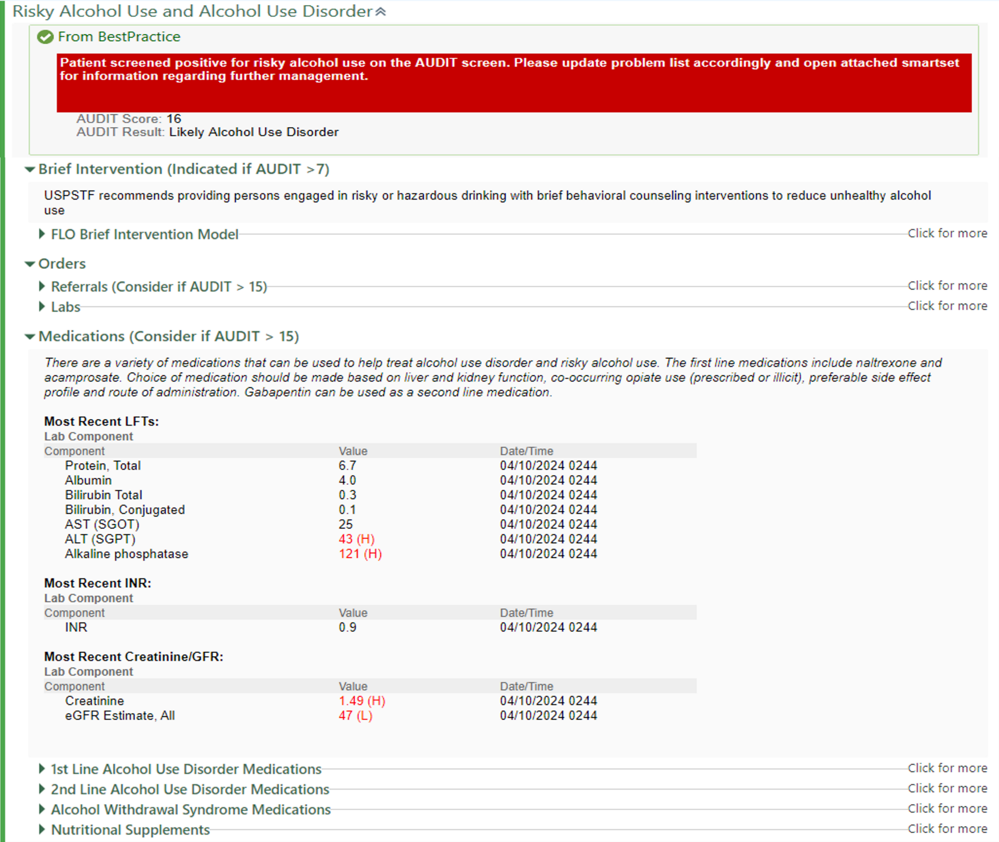 Risky Alcohol Use and Alcohol Use Disorder
From BestPractice
Patient screened positive for risky alcohol use on the AUDIT screen. Please update problem list accordingly and open attached smartset
for information regarding further management.
AUDIT Score: 16
AUDIT Result: Likely Alcohol Use Disorder
Brief Intervention (Indicated if AUDIT >7)
USPSTF recommends providing persons engaged in risky or hazardous drinking with brief behavioral counseling interventions to reduce unhealthy alcohol
use
FLO Brief Intervention Model Click for more
Orders
Referrals (Consider if AUDIT > 15) Click for more
Labs Click for more
Medications (Consider if AUDIT > 15)
There are a variety of medications that can be used to help treat alcohol use disorder and risky alcohol use. The first line medications include naltrexone and
acamprosate. Choice of medication should be made based on liver and kidney function, co-occurring opiate use (prescribed or illicit), preferable side effect
profile and route of administration. Gabapentin can be used as a second line medication.
Most Recent LFTs:
Lab Component
Component Value Date/Time
Protein, Total 6.7 04/10/2024 0244
Albumin 4.0 04/10/2024 0244
Bilirubin Total 0.3 04/10/2024 0244
Bilirubin, Conjugated 0.1 04/10/2024 0244
AST (SGOT) 25 04/10/2024 0244
ALT (SGPT) 43 (H) 04/10/2024 0244
Alkaline phosphatase 121 (H) 04/10/2024 0244
Most Recent INR:
Lab Component
Component Value Date/Time
INR 0.9 04/10/2024 0244
Most Recent Creatinine/GFR:
Lab Component
Component Value Date/Time
Creatinine 1.49 (H) 04/10/2024 0244
eGFR Estimate, All 47 (L) 04/10/2024 0244
1st Line Alcohol Use Disorder Medications Click for more
2nd Line Alcohol Use Disorder Medications Click for more
Alcohol Withdrawal Syndrome Medications Click for more
Nutritional Supplements Click for more